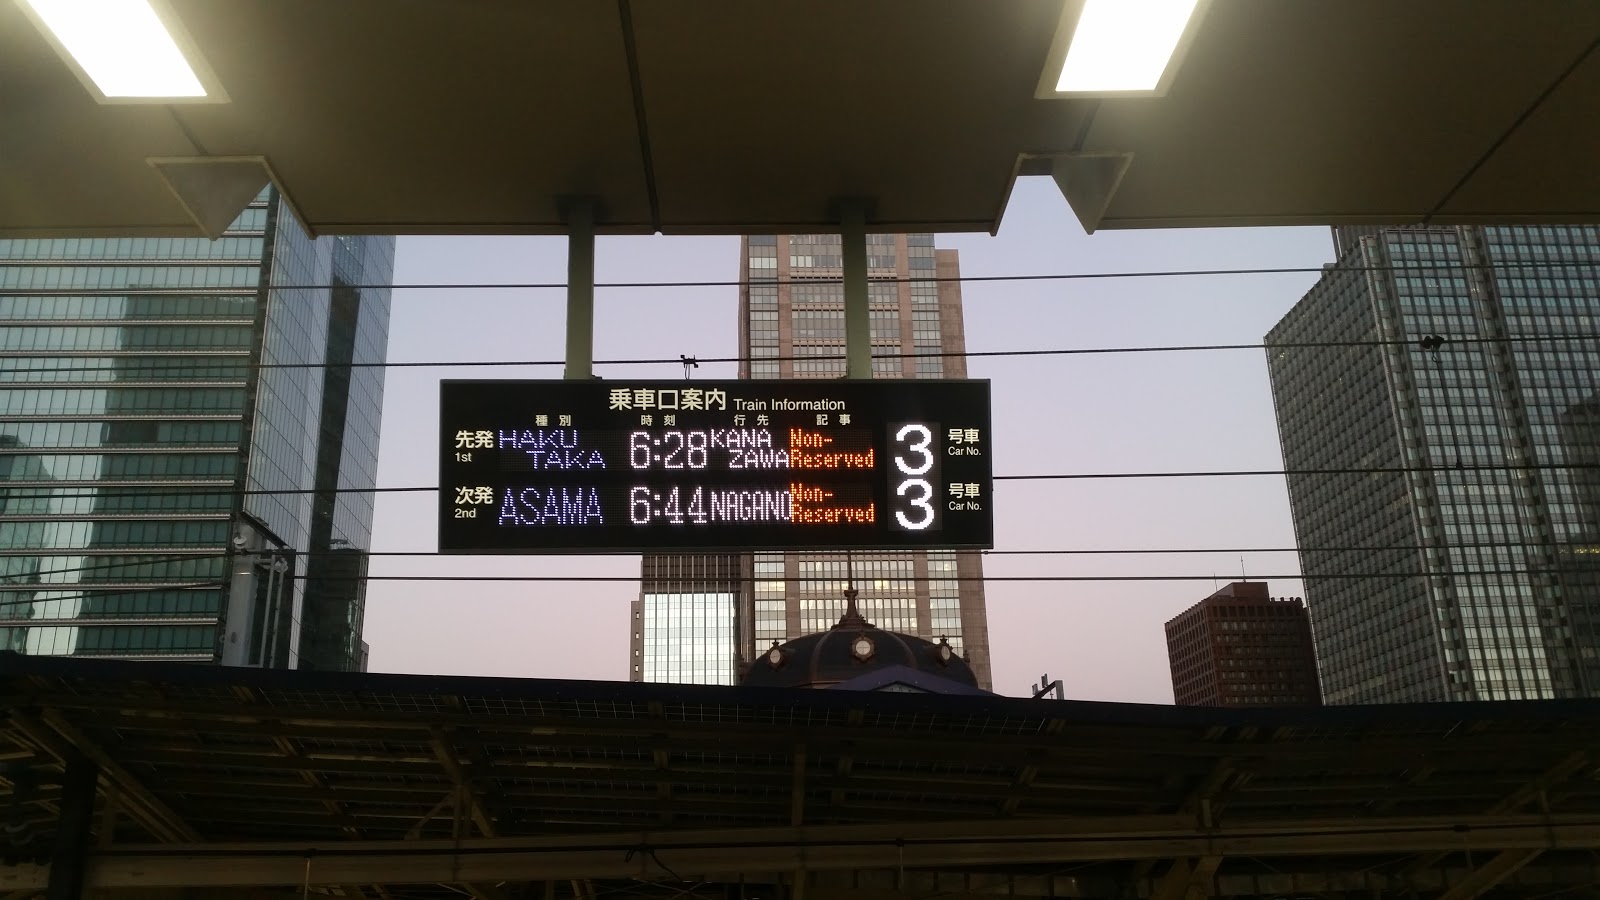 乗車口案内 Train Information
種別 時刻 行先 記事
先発 HAKU TAKA 6:28 KANA ZAWA Non-Reserved 3 号車
1st Car No.
次発 ASAMA 6:44 NAGANO Non-Reserved 3 号車
2nd Car No.